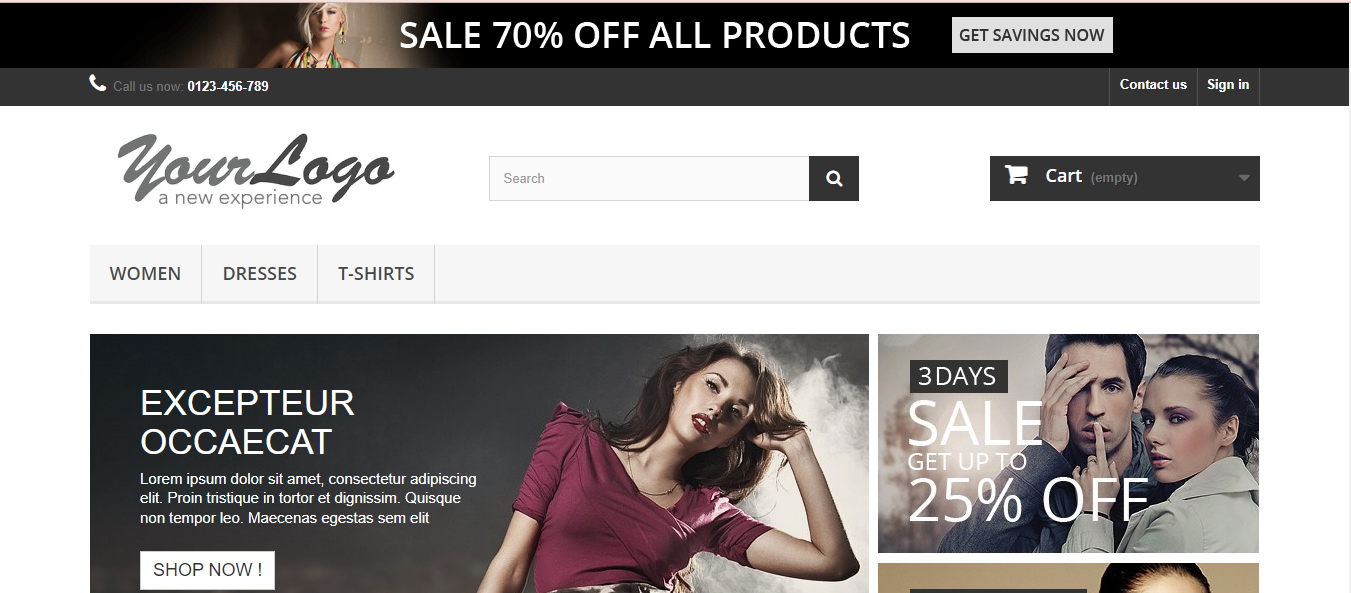 SALE 70% OFF ALL PRODUCTS
GET SAVINGS NOW
Call us now: 0123-456-789
Contact us
Sign in
YourLogo
a new experience
Search
Cart (empty)
WOMEN
DRESSES
T-SHIRTS
EXCEPTEUR
OCCAECAT
Lorem ipsum dolor sit amet, consectetur adipiscing
elit. Proin tristique in tortor et dignissim. Quisque
non tempor leo. Maecenas egestas sem elit
SHOP NOW !
3 DAYS
SALE
GET UP TO
25% OFF